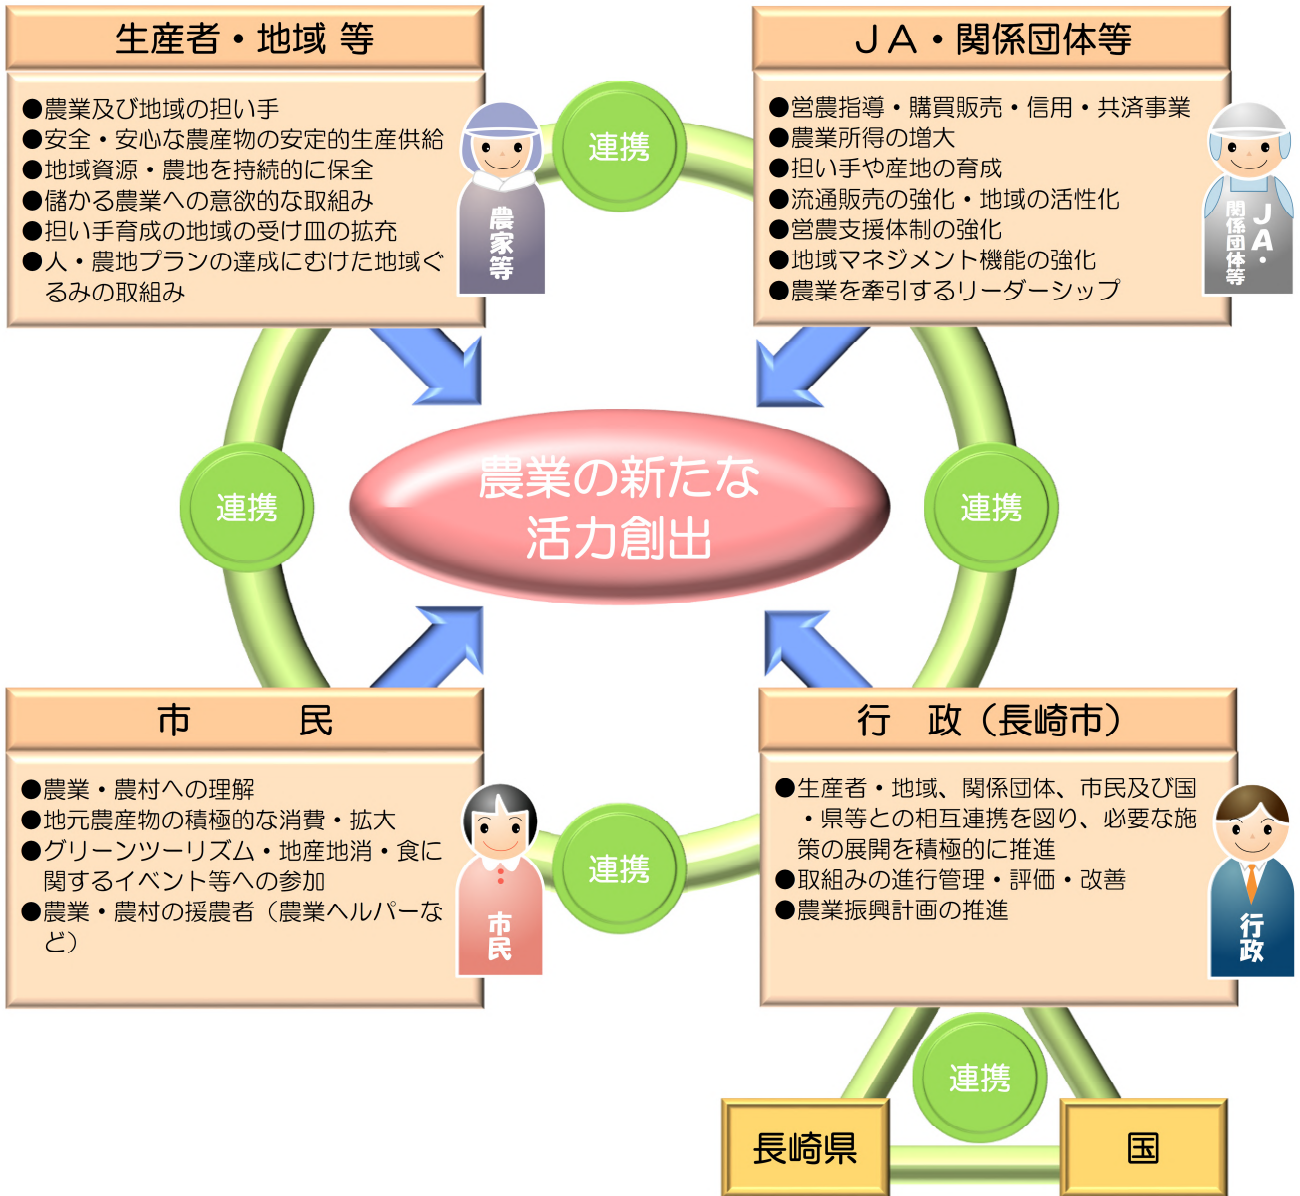 生産者・地域 等
●農業及び地域の担い手
●安全・安心な農産物の安定的生産供給
●地域資源・農地を持続的に保全
●儲かる農業への意欲的な取組み
●担い手育成の地域の受け皿の拡充
●人・農地プランの達成にむけた地域ぐ
るみの取組み
農家等
連携
ＪＡ・関係団体等
●営農指導・購買販売・信用・共済事業
●農業所得の増大
●担い手や産地の育成
●流通販売の強化・地域の活性化
●営農支援体制の強化
●地域マネジメント機能の強化
●農業を牽引するリーダーシップ
ＪＡ・
関係団体等
連携
農業の新たな
活力創出
連携
市　　　民
●農業・農村への理解
●地元農産物の積極的な消費・拡大
●グリーンツーリズム・地産地消・食に
関するイベント等への参加
●農業・農村の援農者（農業ヘルパーな
ど）
市民
連携
行　政（長崎市）
●生産者・地域、関係団体、市民及び国
・県等との相互連携を図り、必要な施
策の展開を積極的に推進
●取組みの進行管理・評価・改善
●農業振興計画の推進
行政
連携
長崎県
国